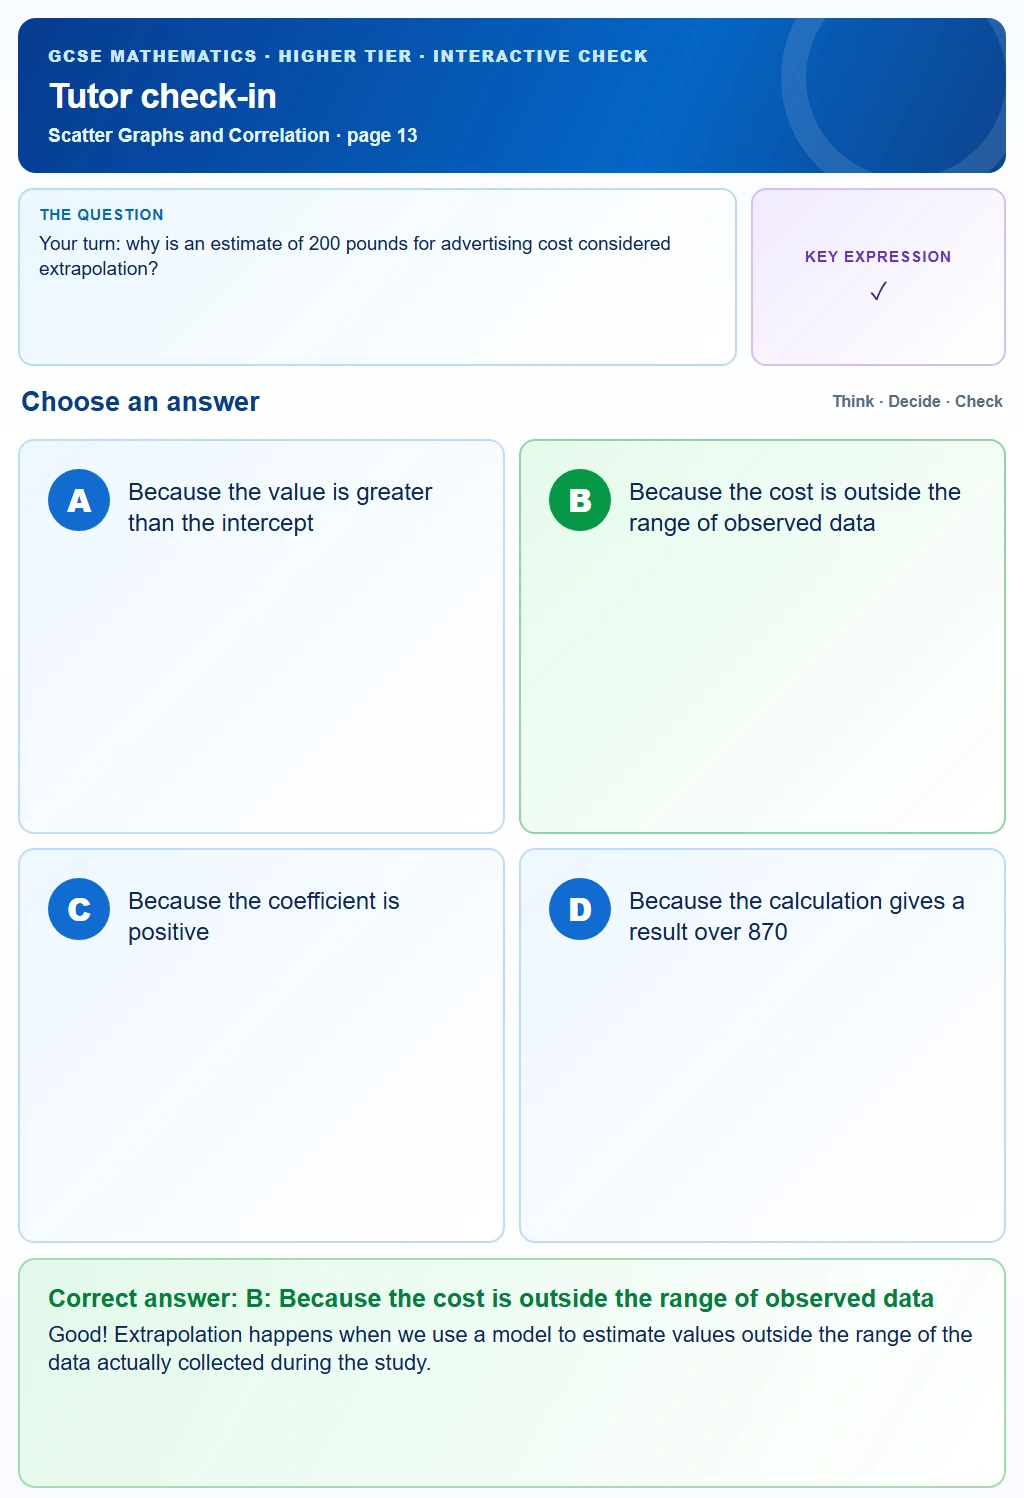 GCSE MATHEMATICS · HIGHER TIER · INTERACTIVE CHECK
Tutor check-in
Scatter Graphs and Correlation · page 13
THE QUESTION
Your turn: why is an estimate of 200 pounds for advertising cost considered
extrapolation?
KEY EXPRESSION
✓
Choose an answer
Think · Decide · Check
A
Because the value is greater
than the intercept
B
Because the cost is outside the
range of observed data
C
Because the coefficient is
positive
D
Because the calculation gives a
result over 870
Correct answer: B: Because the cost is outside the range of observed data
Good! Extrapolation happens when we use a model to estimate values outside the range of the
data actually collected during the study.